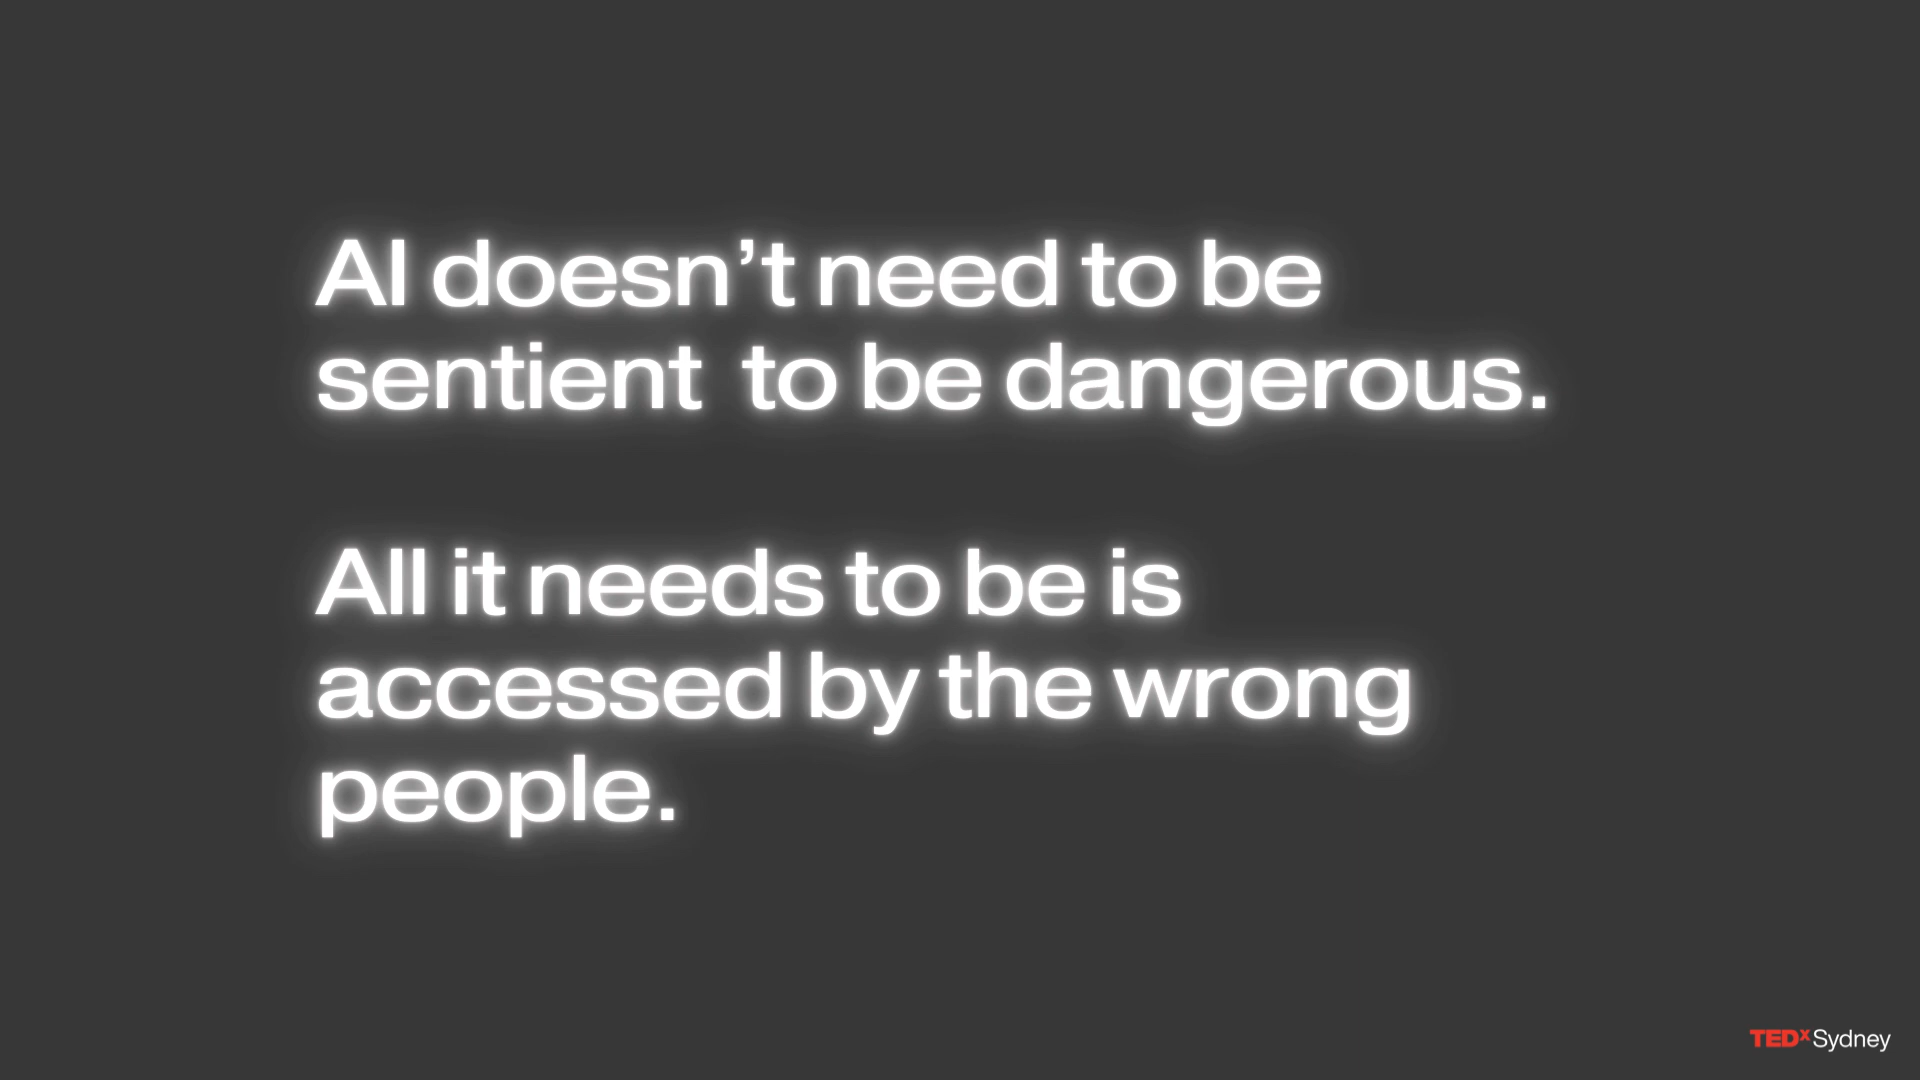 AI doesn’t need to be
sentient  to be dangerous.
All it needs to be is
accessed by the wrong
people.
TEDxSydney